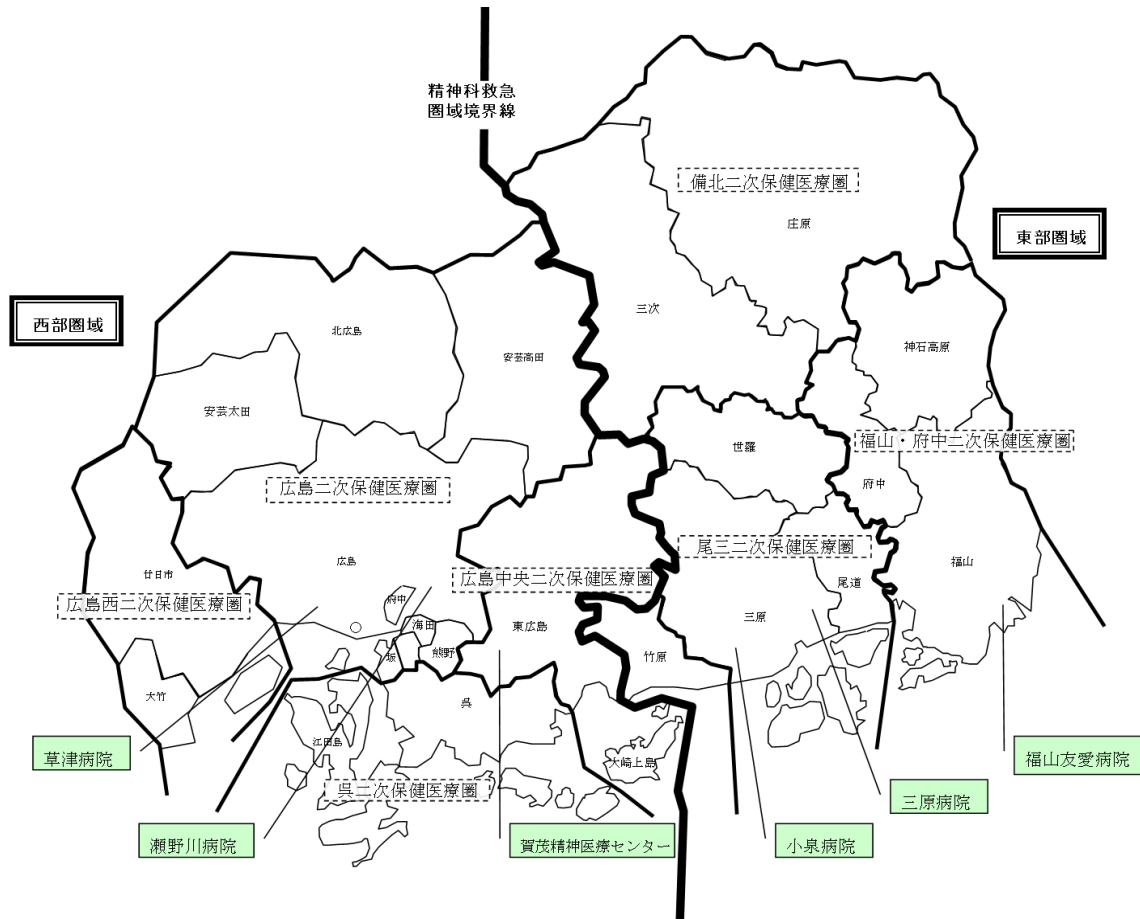 精神科救急
圏域境界線
備北二次保健医療圏
庄原
東部圏域
西部圏域
三次
北広島
安芸高田
神石高原
安芸太田
世羅
福山・府中二次保健医療圏
府中
広島二次保健医療圏
尾三二次保健医療圏
広島
福山
廿日市
広島中央二次保健医療圏
尾道
広島西二次保健医療圏
府中
海田
東広島
三原
坂
熊野
竹原
大竹
呉
江田島
大崎上島
草津病院
福山友愛病院
呉二次保健医療圏
三原病院
瀬野川病院
賀茂精神医療センター
小泉病院